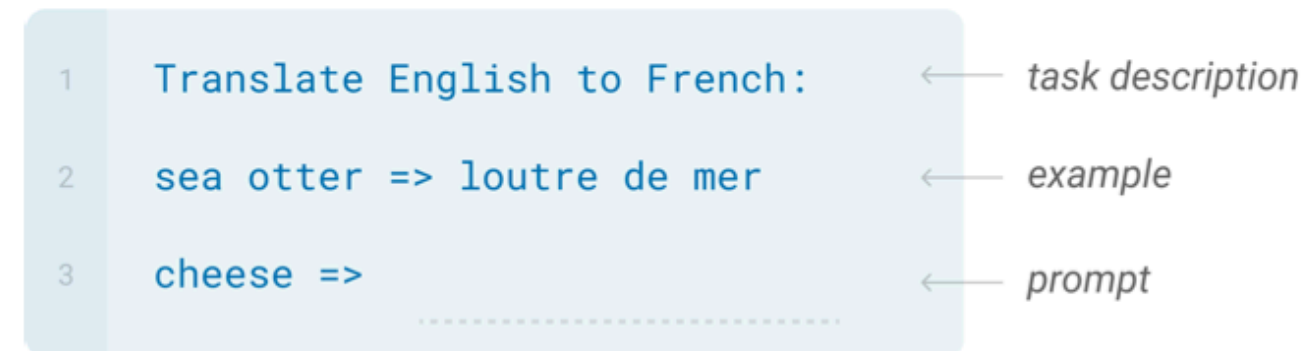 1 Translate English to French: task description
2 sea otter => loutre de mer example
3 cheese => prompt